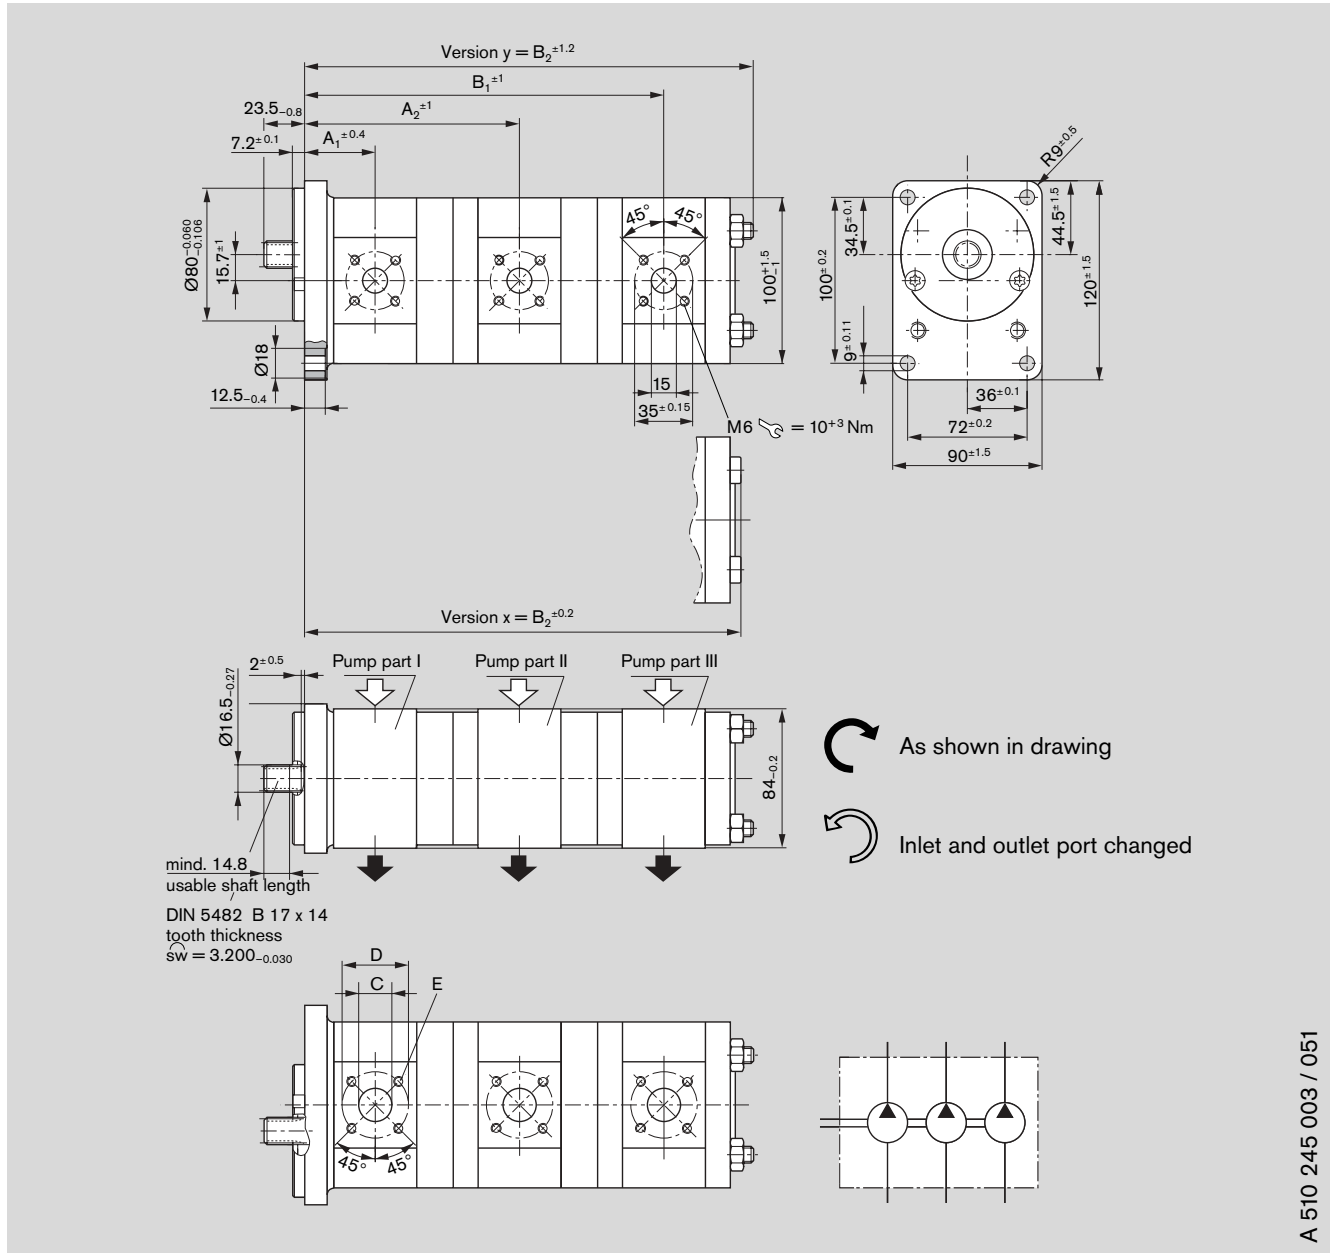 Version y = B₂ ±1.2
B₁ ±1
23.5 –0.8
A₂ ±1
7.2 ±0.1
A₁ ±0.4
R9 ±0.5
45° 45°
Ø80 –0.060 –0.106
15.7 ±1
100 +1.5 –1
34.5 ±0.1
44.5 ±1.5
100 ±0.2
120 ±1.5
9 ±0.11
Ø18
12.5 –0.4
15
35 ±0.15
M6 = 10⁺³ Nm
36 ±0.1
72 ±0.2
90 ±1.5
Version x = B₂ ±0.2
2 ±0.5
Pump part I
Pump part II
Pump part III
Ø16.5 –0.27
84 –0.2
As shown in drawing
Inlet and outlet port changed
mind. 14.8
usable shaft length
DIN 5482 B 17 x 14
tooth thickness
sw = 3.200 –0.030
D
C
E
45° 45°
A 510 245 003 / 051